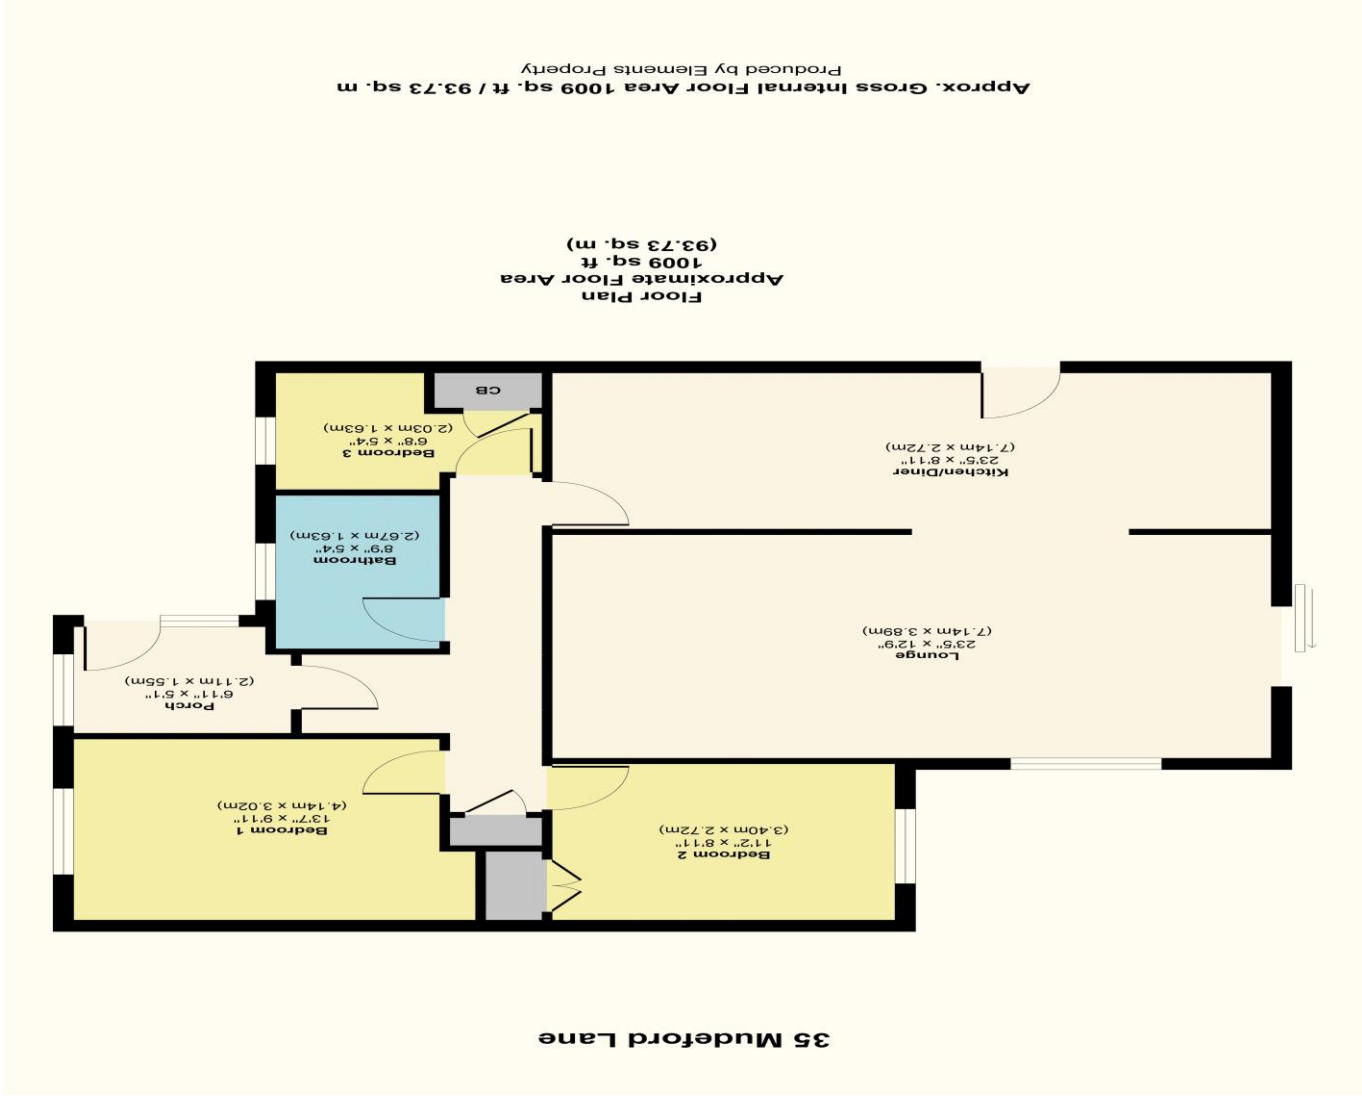 35 Mudeford Lane
Bedroom 2
11'2" x 8'11"
(3.40m x 2.72m)
Bedroom 1
13'7" x 9'11"
(4.14m x 3.02m)
Lounge
23'5" x 12'9"
(7.14m x 3.89m)
Porch
6'11" x 5'1"
(2.11m x 1.55m)
Bathroom
8'9" x 5'4"
(2.67m x 1.63m)
Kitchen/Diner
23'5" x 8'11"
(7.14m x 2.72m)
Bedroom 3
6'8" x 5'4"
(2.03m x 1.63m)
CB
Floor Plan
Approximate Floor Area
1009 sq. ft
(93.73 sq. m)
Approx. Gross Internal Floor Area 1009 sq. ft / 93.73 sq. m
Produced by Elements Property